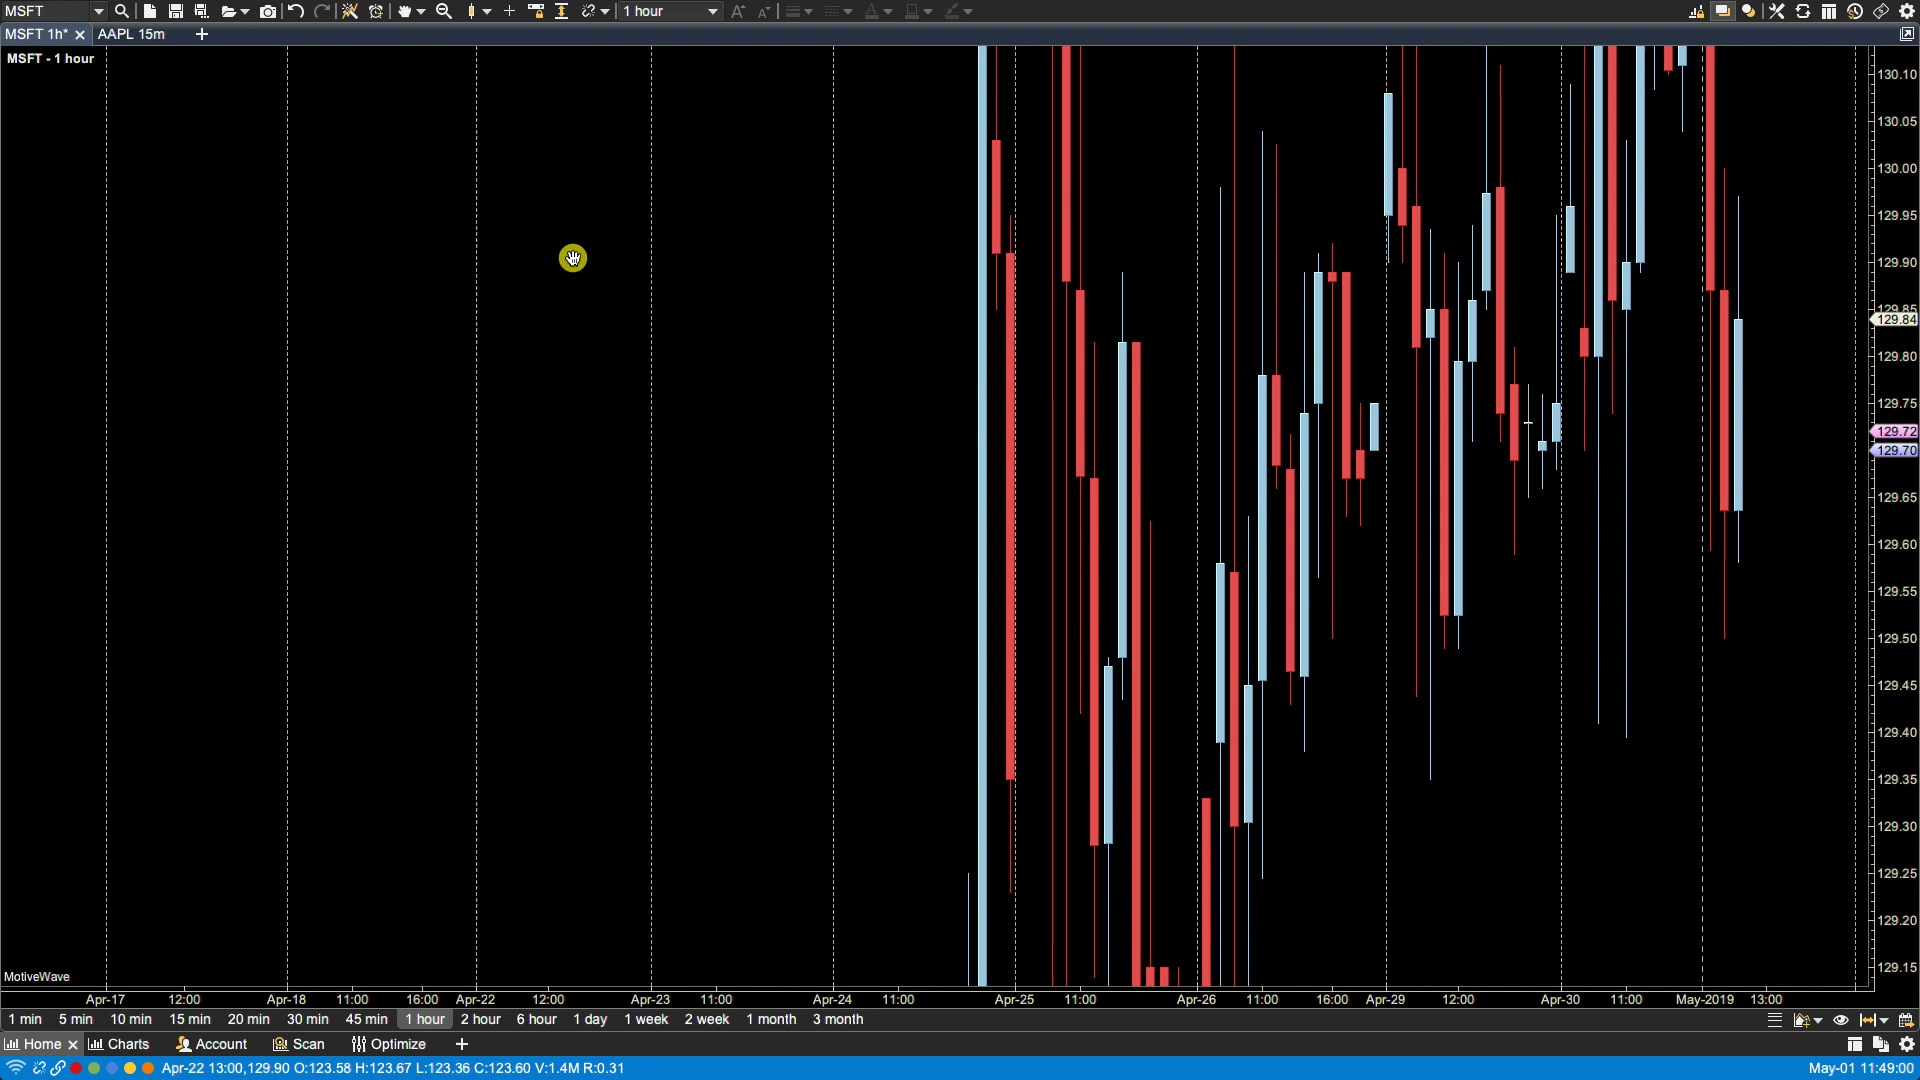 MSFT
1 hour
MSFT 1h*
AAPL 15m
MSFT - 1 hour
130.10
130.05
130.00
129.95
129.90
129.84
129.80
129.75
129.72
129.70
129.65
129.60
129.55
129.50
129.45
129.40
129.35
129.30
129.25
129.20
129.15
MotiveWave
Apr-17 12:00 Apr-18 11:00 16:00 Apr-22 12:00 Apr-23 11:00 Apr-24 11:00 Apr-25 11:00 Apr-26 11:00 16:00 Apr-29 12:00 Apr-30 11:00 May-2019 13:00
1 min 5 min 10 min 15 min 20 min 30 min 45 min 1 hour 2 hour 6 hour 1 day 1 week 2 week 1 month 3 month
Home Charts Account Scan Optimize
Apr-22 13:00,129.90 O:123.58 H:123.67 L:123.36 C:123.60 V:1.4M R:0.31
May-01 11:49:00